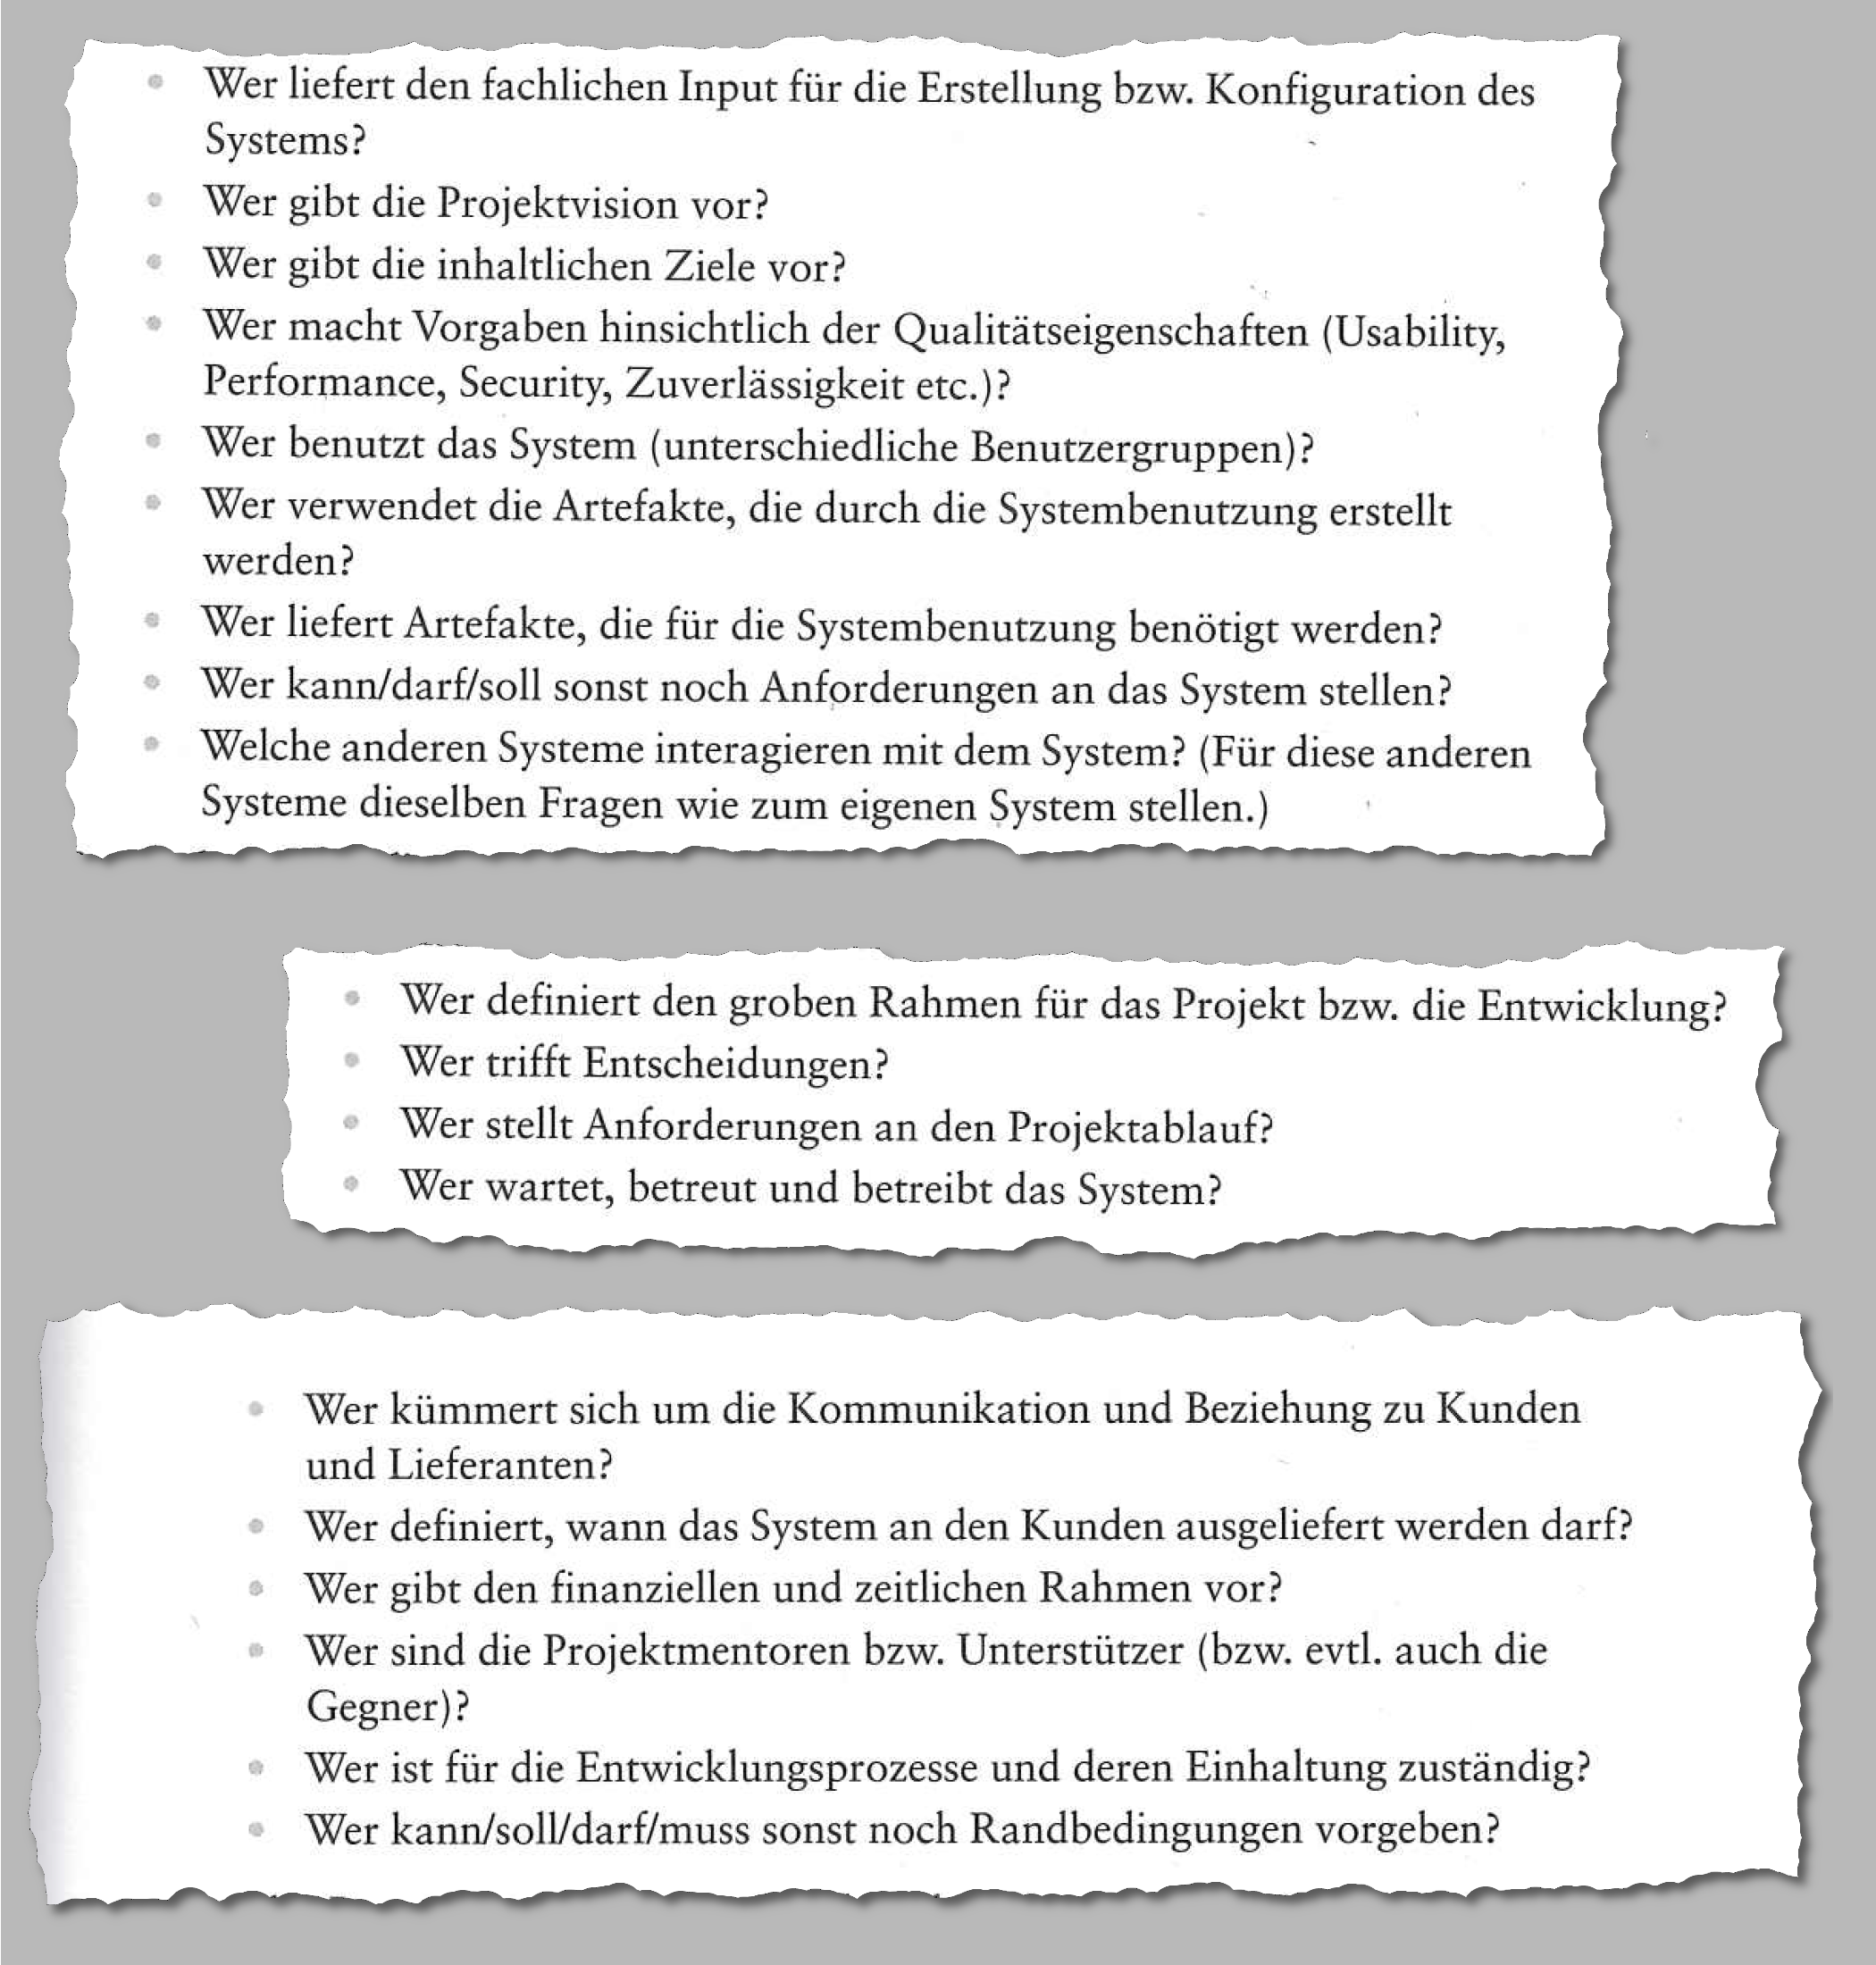 • Wer liefert den fachlichen Input für die Erstellung bzw. Konfiguration des
Systems?
• Wer gibt die Projektvision vor?
• Wer gibt die inhaltlichen Ziele vor?
• Wer macht Vorgaben hinsichtlich der Qualitätseigenschaften (Usability,
Performance, Security, Zuverlässigkeit etc.)?
• Wer benutzt das System (unterschiedliche Benutzergruppen)?
• Wer verwendet die Artefakte, die durch die Systembenutzung erstellt
werden?
• Wer liefert Artefakte, die für die Systembenutzung benötigt werden?
• Wer kann/darf/soll sonst noch Anforderungen an das System stellen?
• Welche anderen Systeme interagieren mit dem System? (Für diese anderen
Systeme dieselben Fragen wie zum eigenen System stellen.)
• Wer definiert den groben Rahmen für das Projekt bzw. die Entwicklung?
• Wer trifft Entscheidungen?
• Wer stellt Anforderungen an den Projektablauf?
• Wer wartet, betreut und betreibt das System?
• Wer kümmert sich um die Kommunikation und Beziehung zu Kunden
und Lieferanten?
• Wer definiert, wann das System an den Kunden ausgeliefert werden darf?
• Wer gibt den finanziellen und zeitlichen Rahmen vor?
• Wer sind die Projektmentoren bzw. Unterstützer (bzw. evtl. auch die
Gegner)?
• Wer ist für die Entwicklungsprozesse und deren Einhaltung zuständig?
• Wer kann/soll/darf/muss sonst noch Randbedingungen vorgeben?